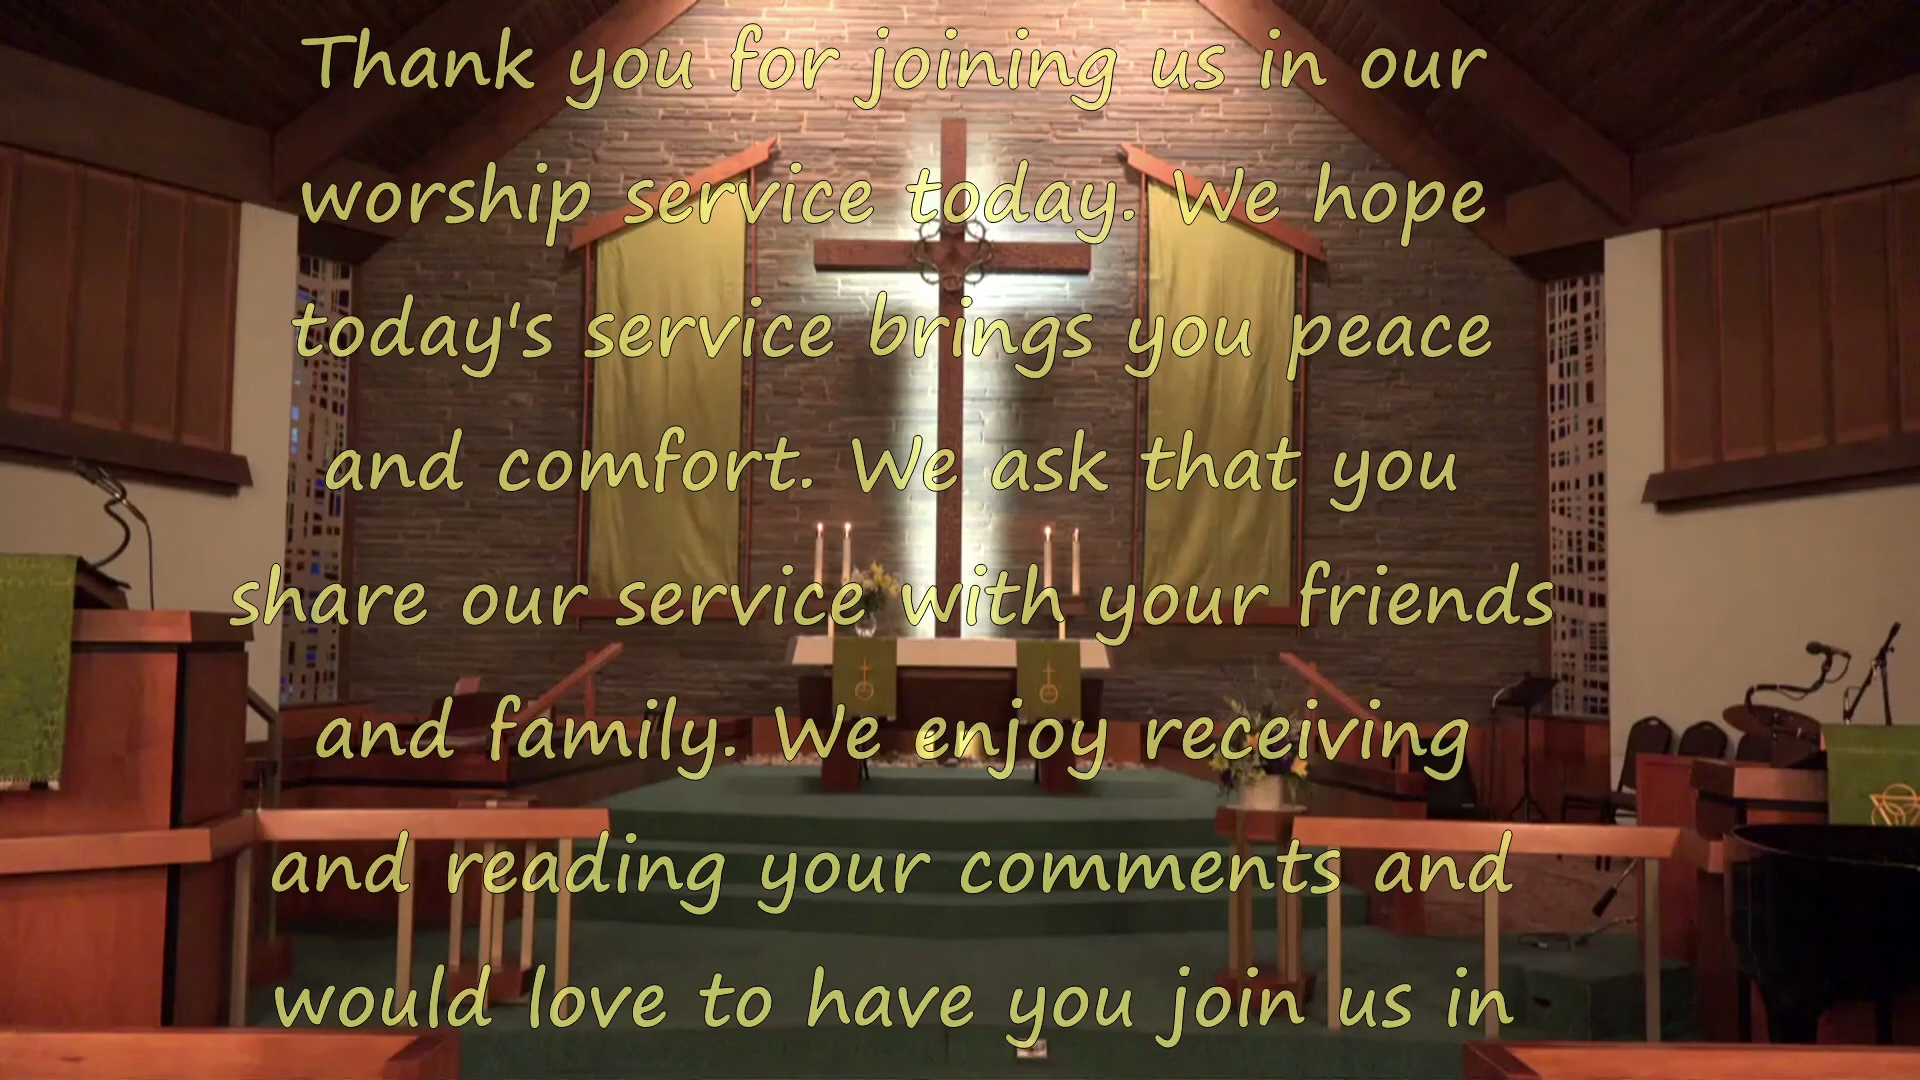 Thank you for joining us in our
worship service today. We hope
today's service brings you peace
and comfort. We ask that you
share our service with your friends
and family. We enjoy receiving
and reading your comments and
would love to have you join us in